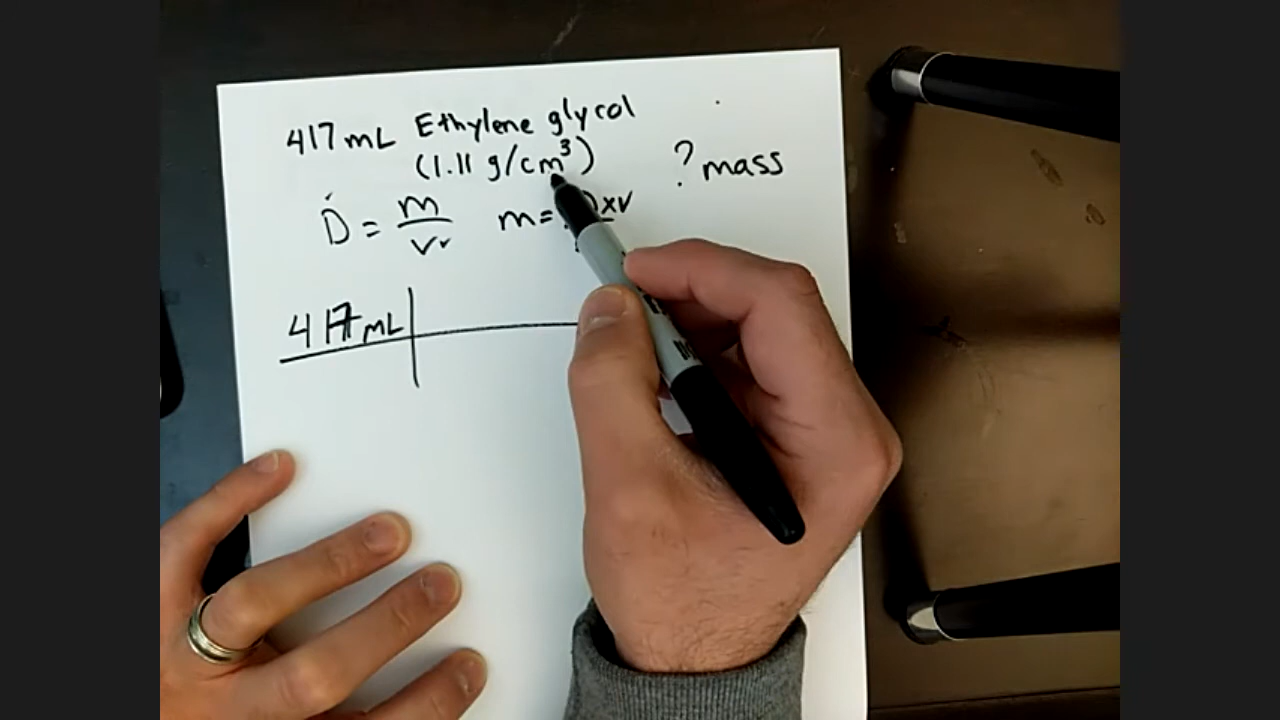 417 mL Ethylene glycol
(1.11 g/cm³) ? mass
D = m/v m = D x V
417 mL